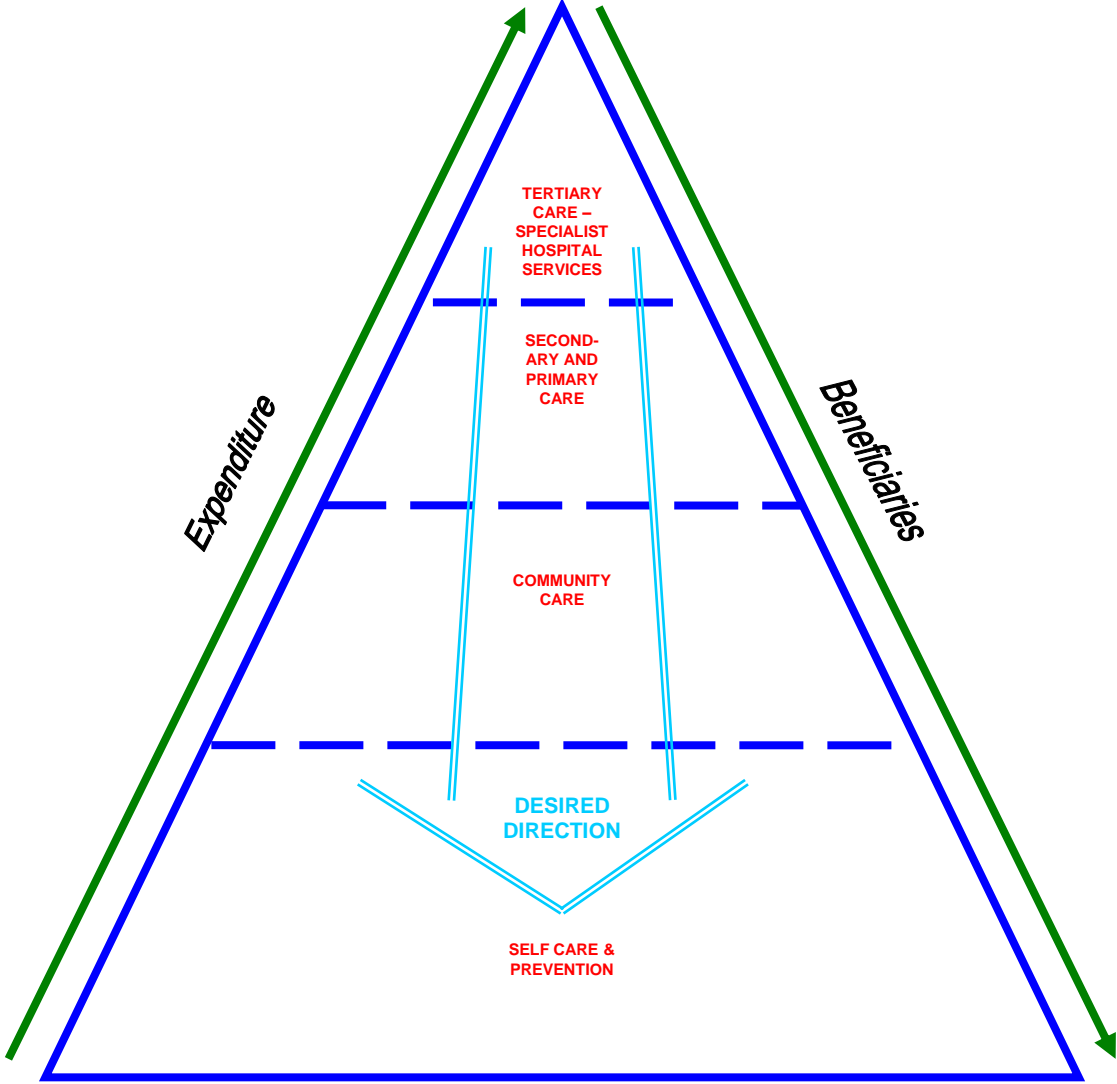 TERTIARY
CARE –
SPECIALIST
HOSPITAL
SERVICES
SECOND-
ARY AND
PRIMARY
CARE
Expenditure
Beneficiaries
COMMUNITY
CARE
DESIRED
DIRECTION
SELF CARE &
PREVENTION